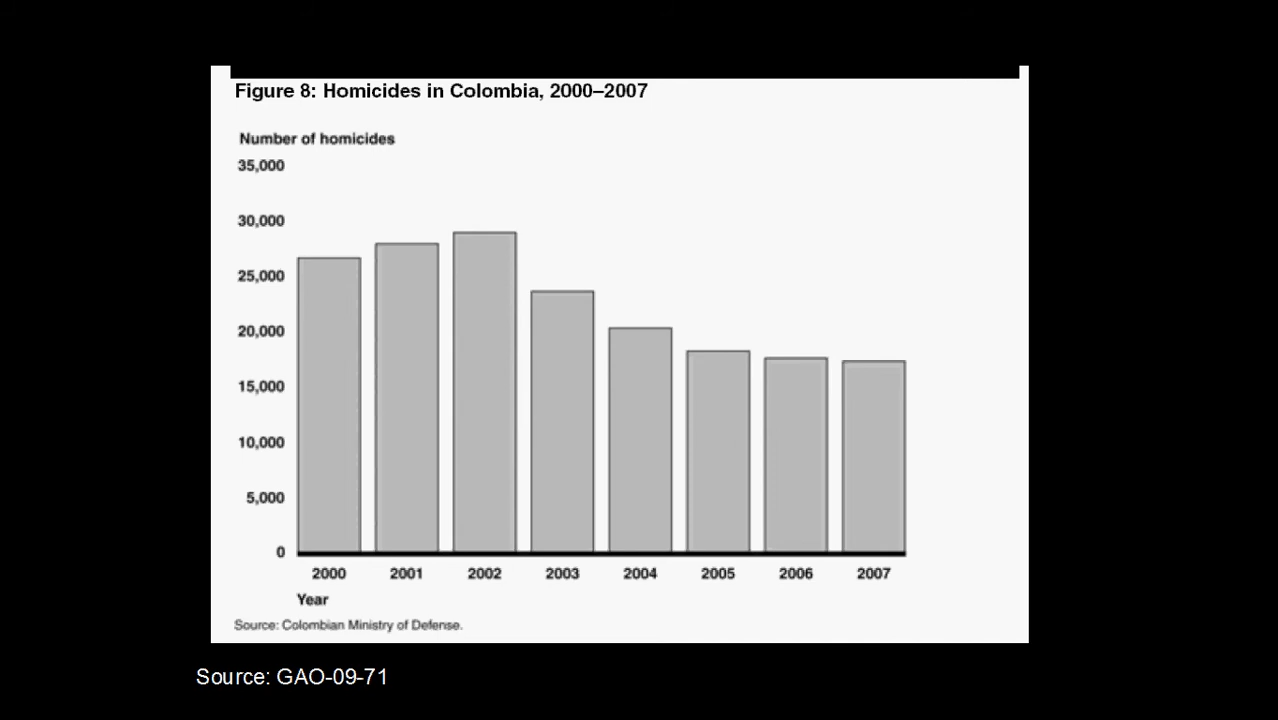 Figure 8: Homicides in Colombia, 2000–2007
Number of homicides
35,000
30,000
25,000
20,000
15,000
10,000
5,000
0
2000 2001 2002 2003 2004 2005 2006 2007
Year
Source: Colombian Ministry of Defense.
Source: GAO-09-71